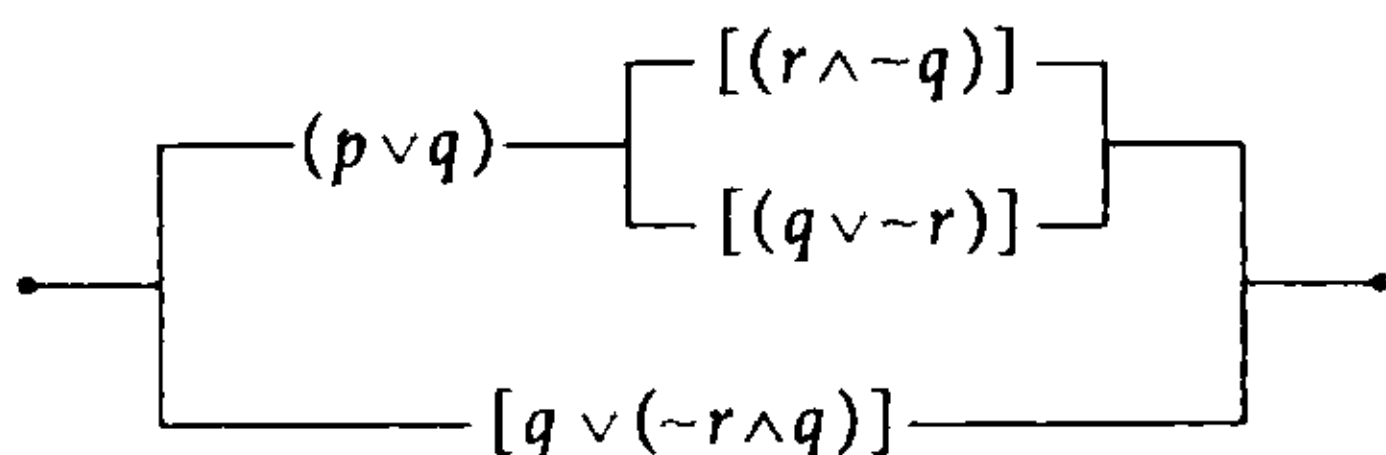 [(r ∧ ~q)]
(p ∨ q)
[(q ∨ ~r)]
[q ∨ (~r ∧ q)]